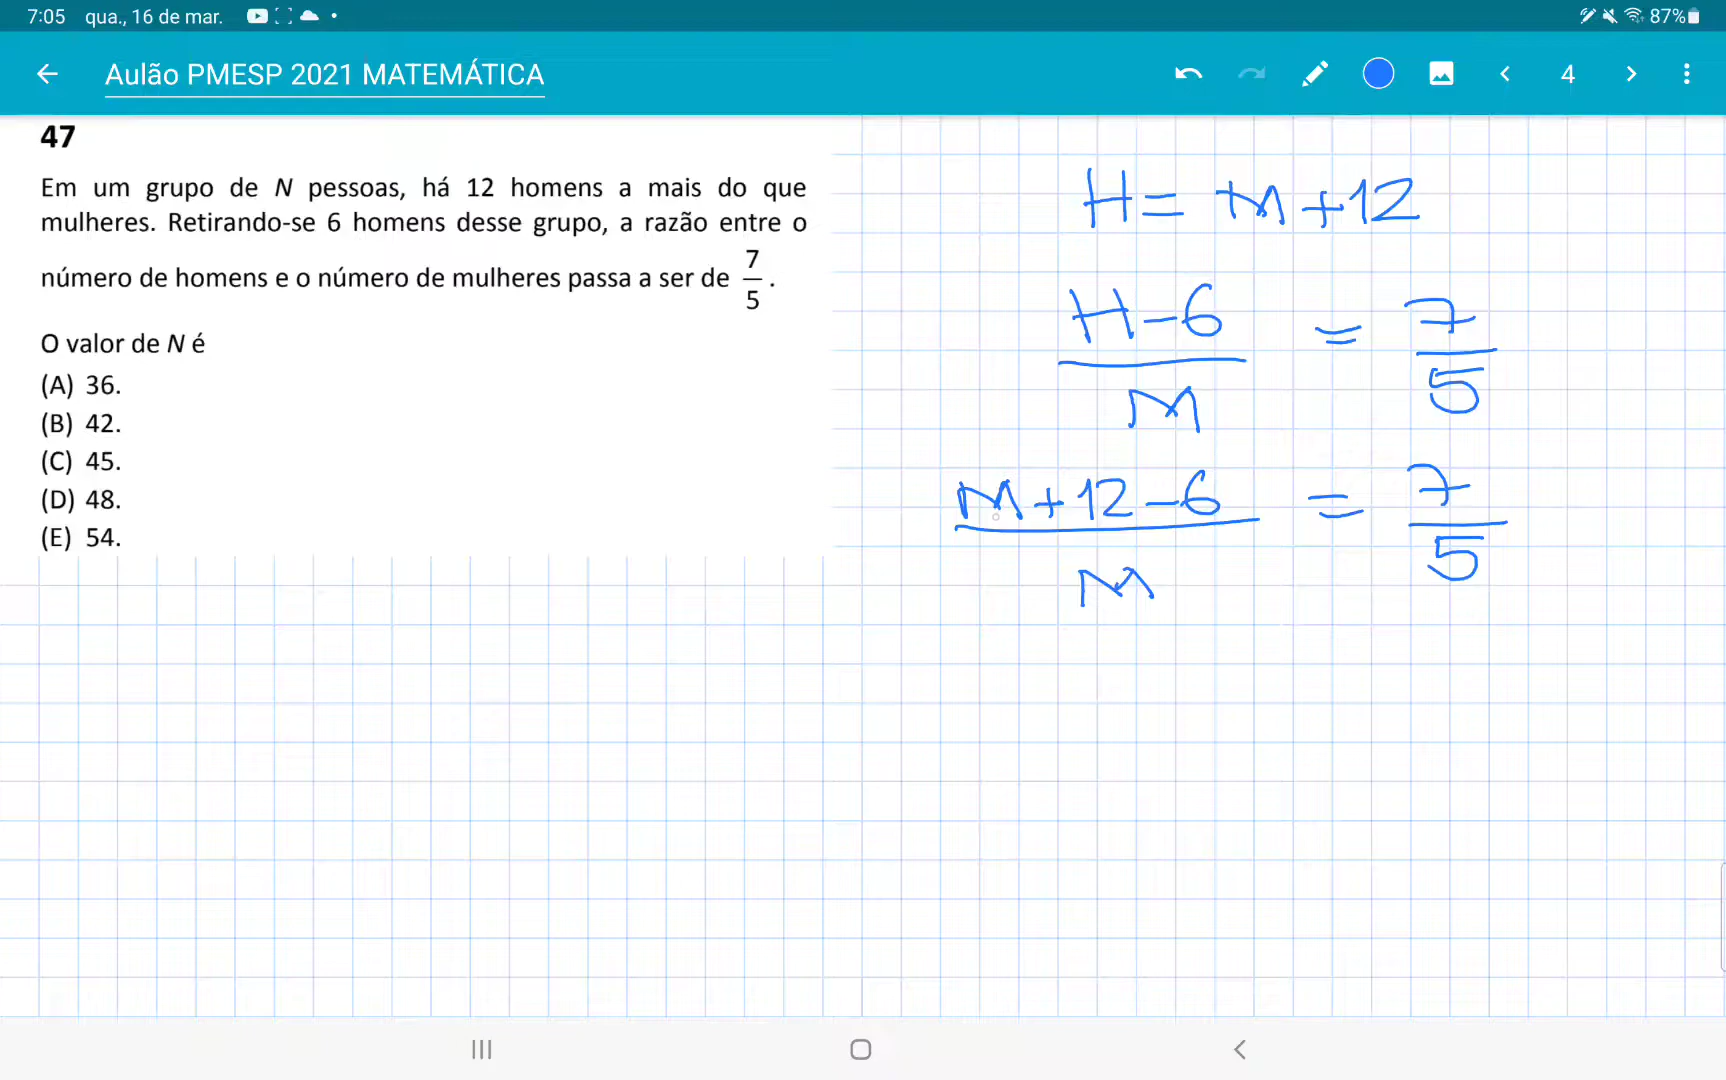 7:05 qua., 16 de mar. 87%
Aulão PMESP 2021 MATEMÁTICA
4
47
Em um grupo de N pessoas, há 12 homens a mais do que
mulheres. Retirando-se 6 homens desse grupo, a razão entre o
número de homens e o número de mulheres passa a ser de 7/5.
O valor de N é
(A) 36.
(B) 42.
(C) 45.
(D) 48.
(E) 54.
H = M + 12
H - 6 / M = 7 / 5
M + 12 - 6 / M = 7 / 5